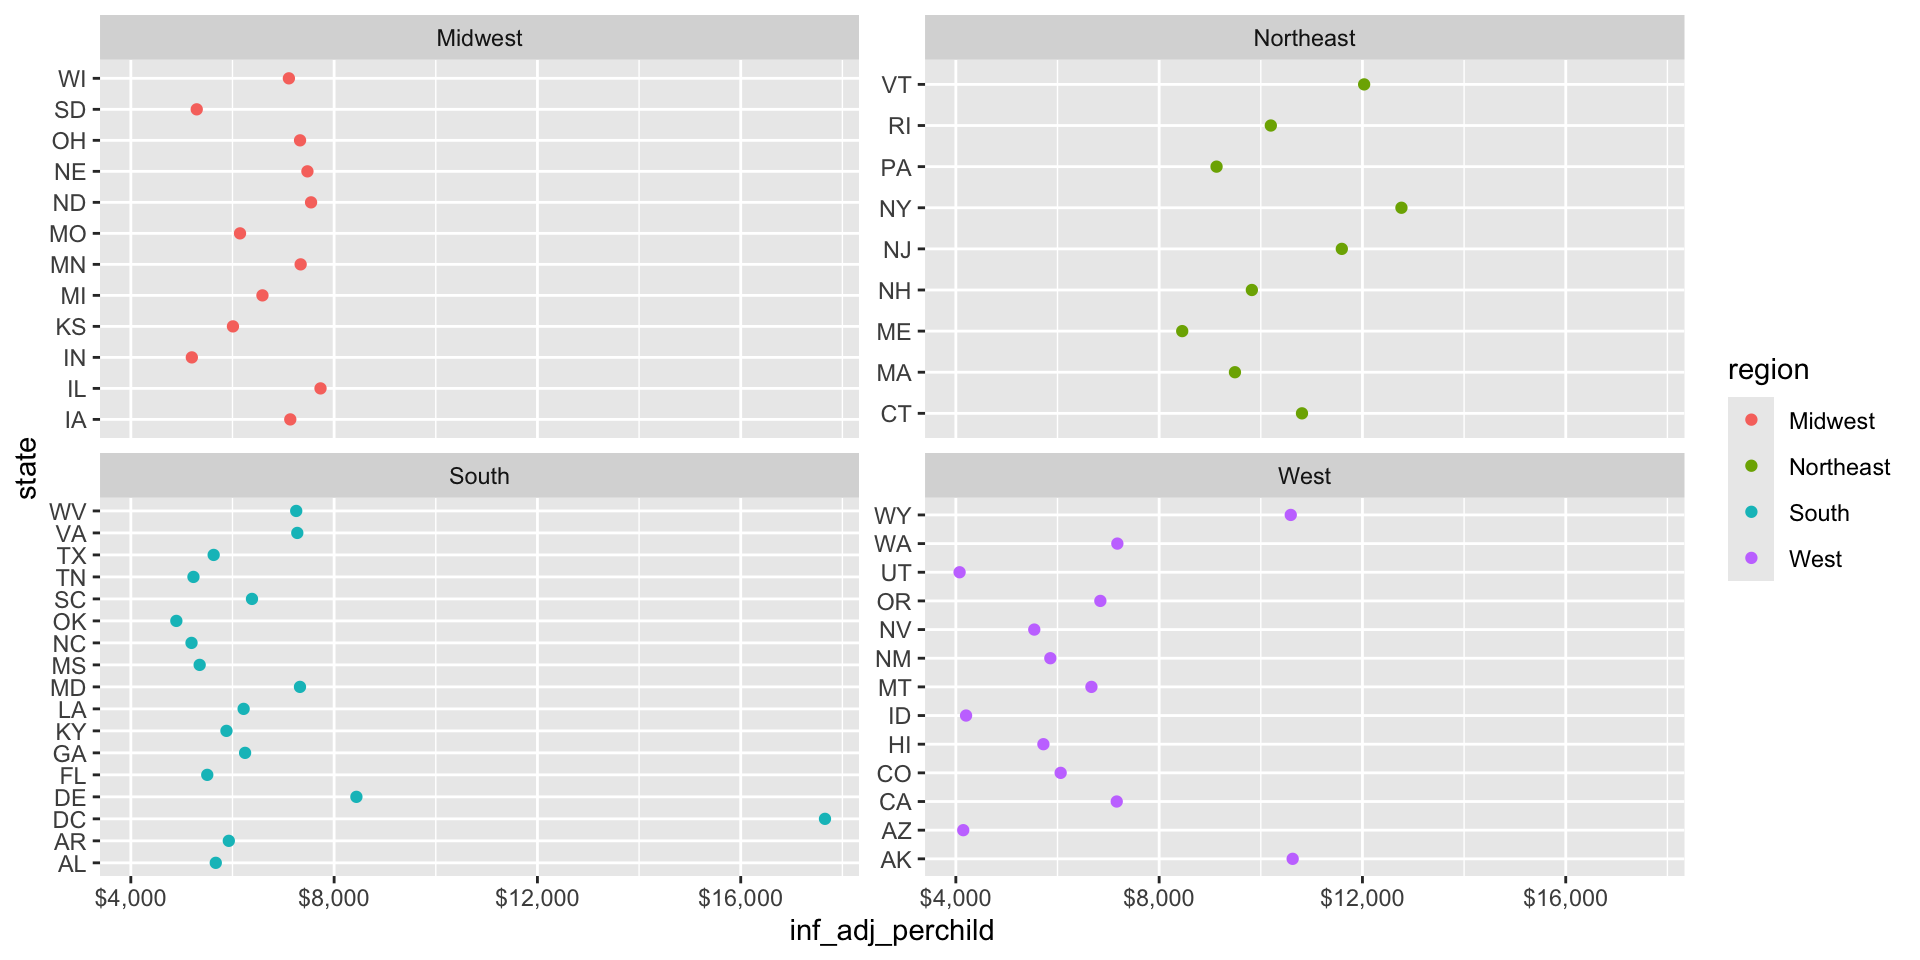 Midwest
WI
SD
OH
NE
ND
MO
MN
MI
KS
IN
IL
IA
Northeast
VT
RI
PA
NY
NJ
NH
ME
MA
CT
South
WV
VA
TX
TN
SC
OK
NC
MS
MD
LA
KY
GA
FL
DE
DC
AR
AL
West
WY
WA
UT
OR
NV
NM
MT
ID
HI
CO
CA
AZ
AK
$4,000 $8,000 $12,000 $16,000
$4,000 $8,000 $12,000 $16,000
inf_adj_perchild
state
region
Midwest
Northeast
South
West